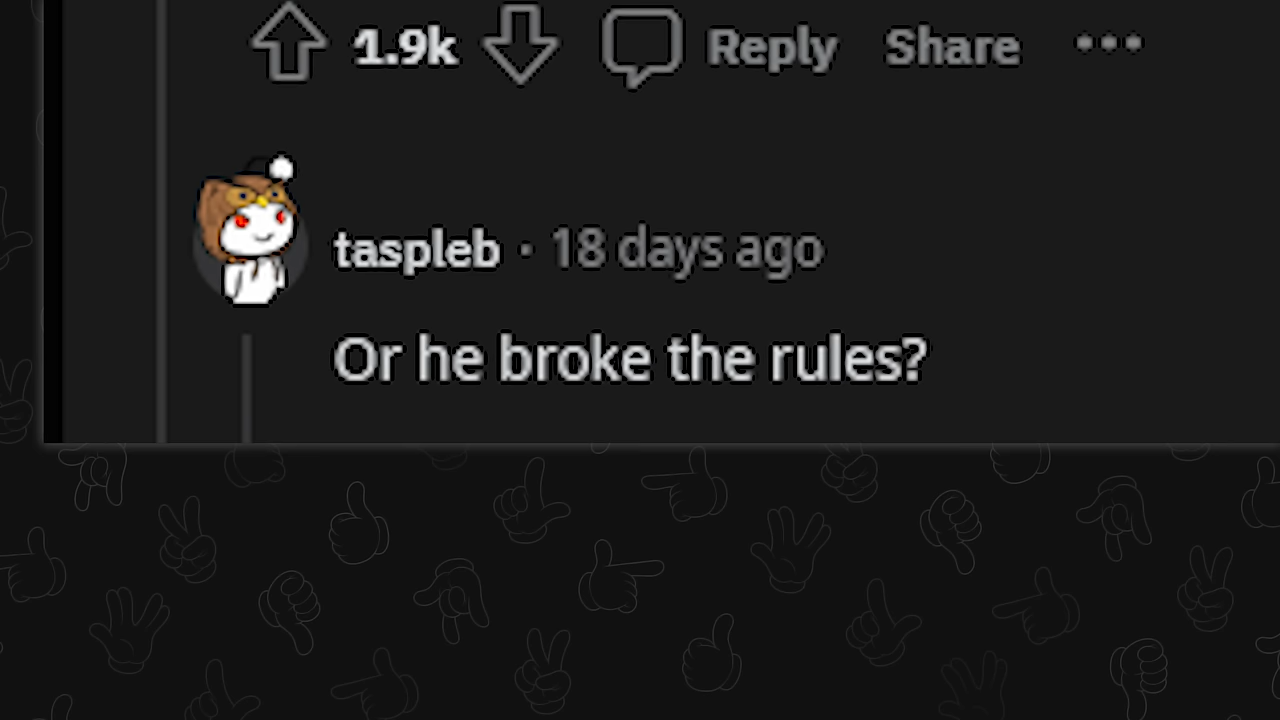 1.9k Reply Share •••
taspleb · 18 days ago
Or he broke the rules?